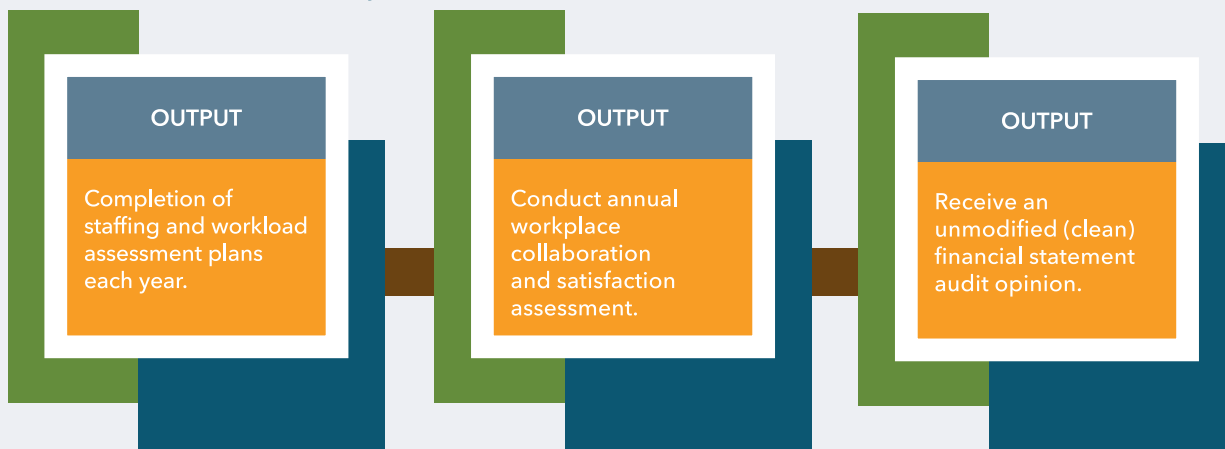 OUTPUT
Completion of
staffing and workload
assessment plans
each year.
OUTPUT
Conduct annual
workplace
collaboration
and satisfaction
assessment.
OUTPUT
Receive an
unmodified (clean)
financial statement
audit opinion.